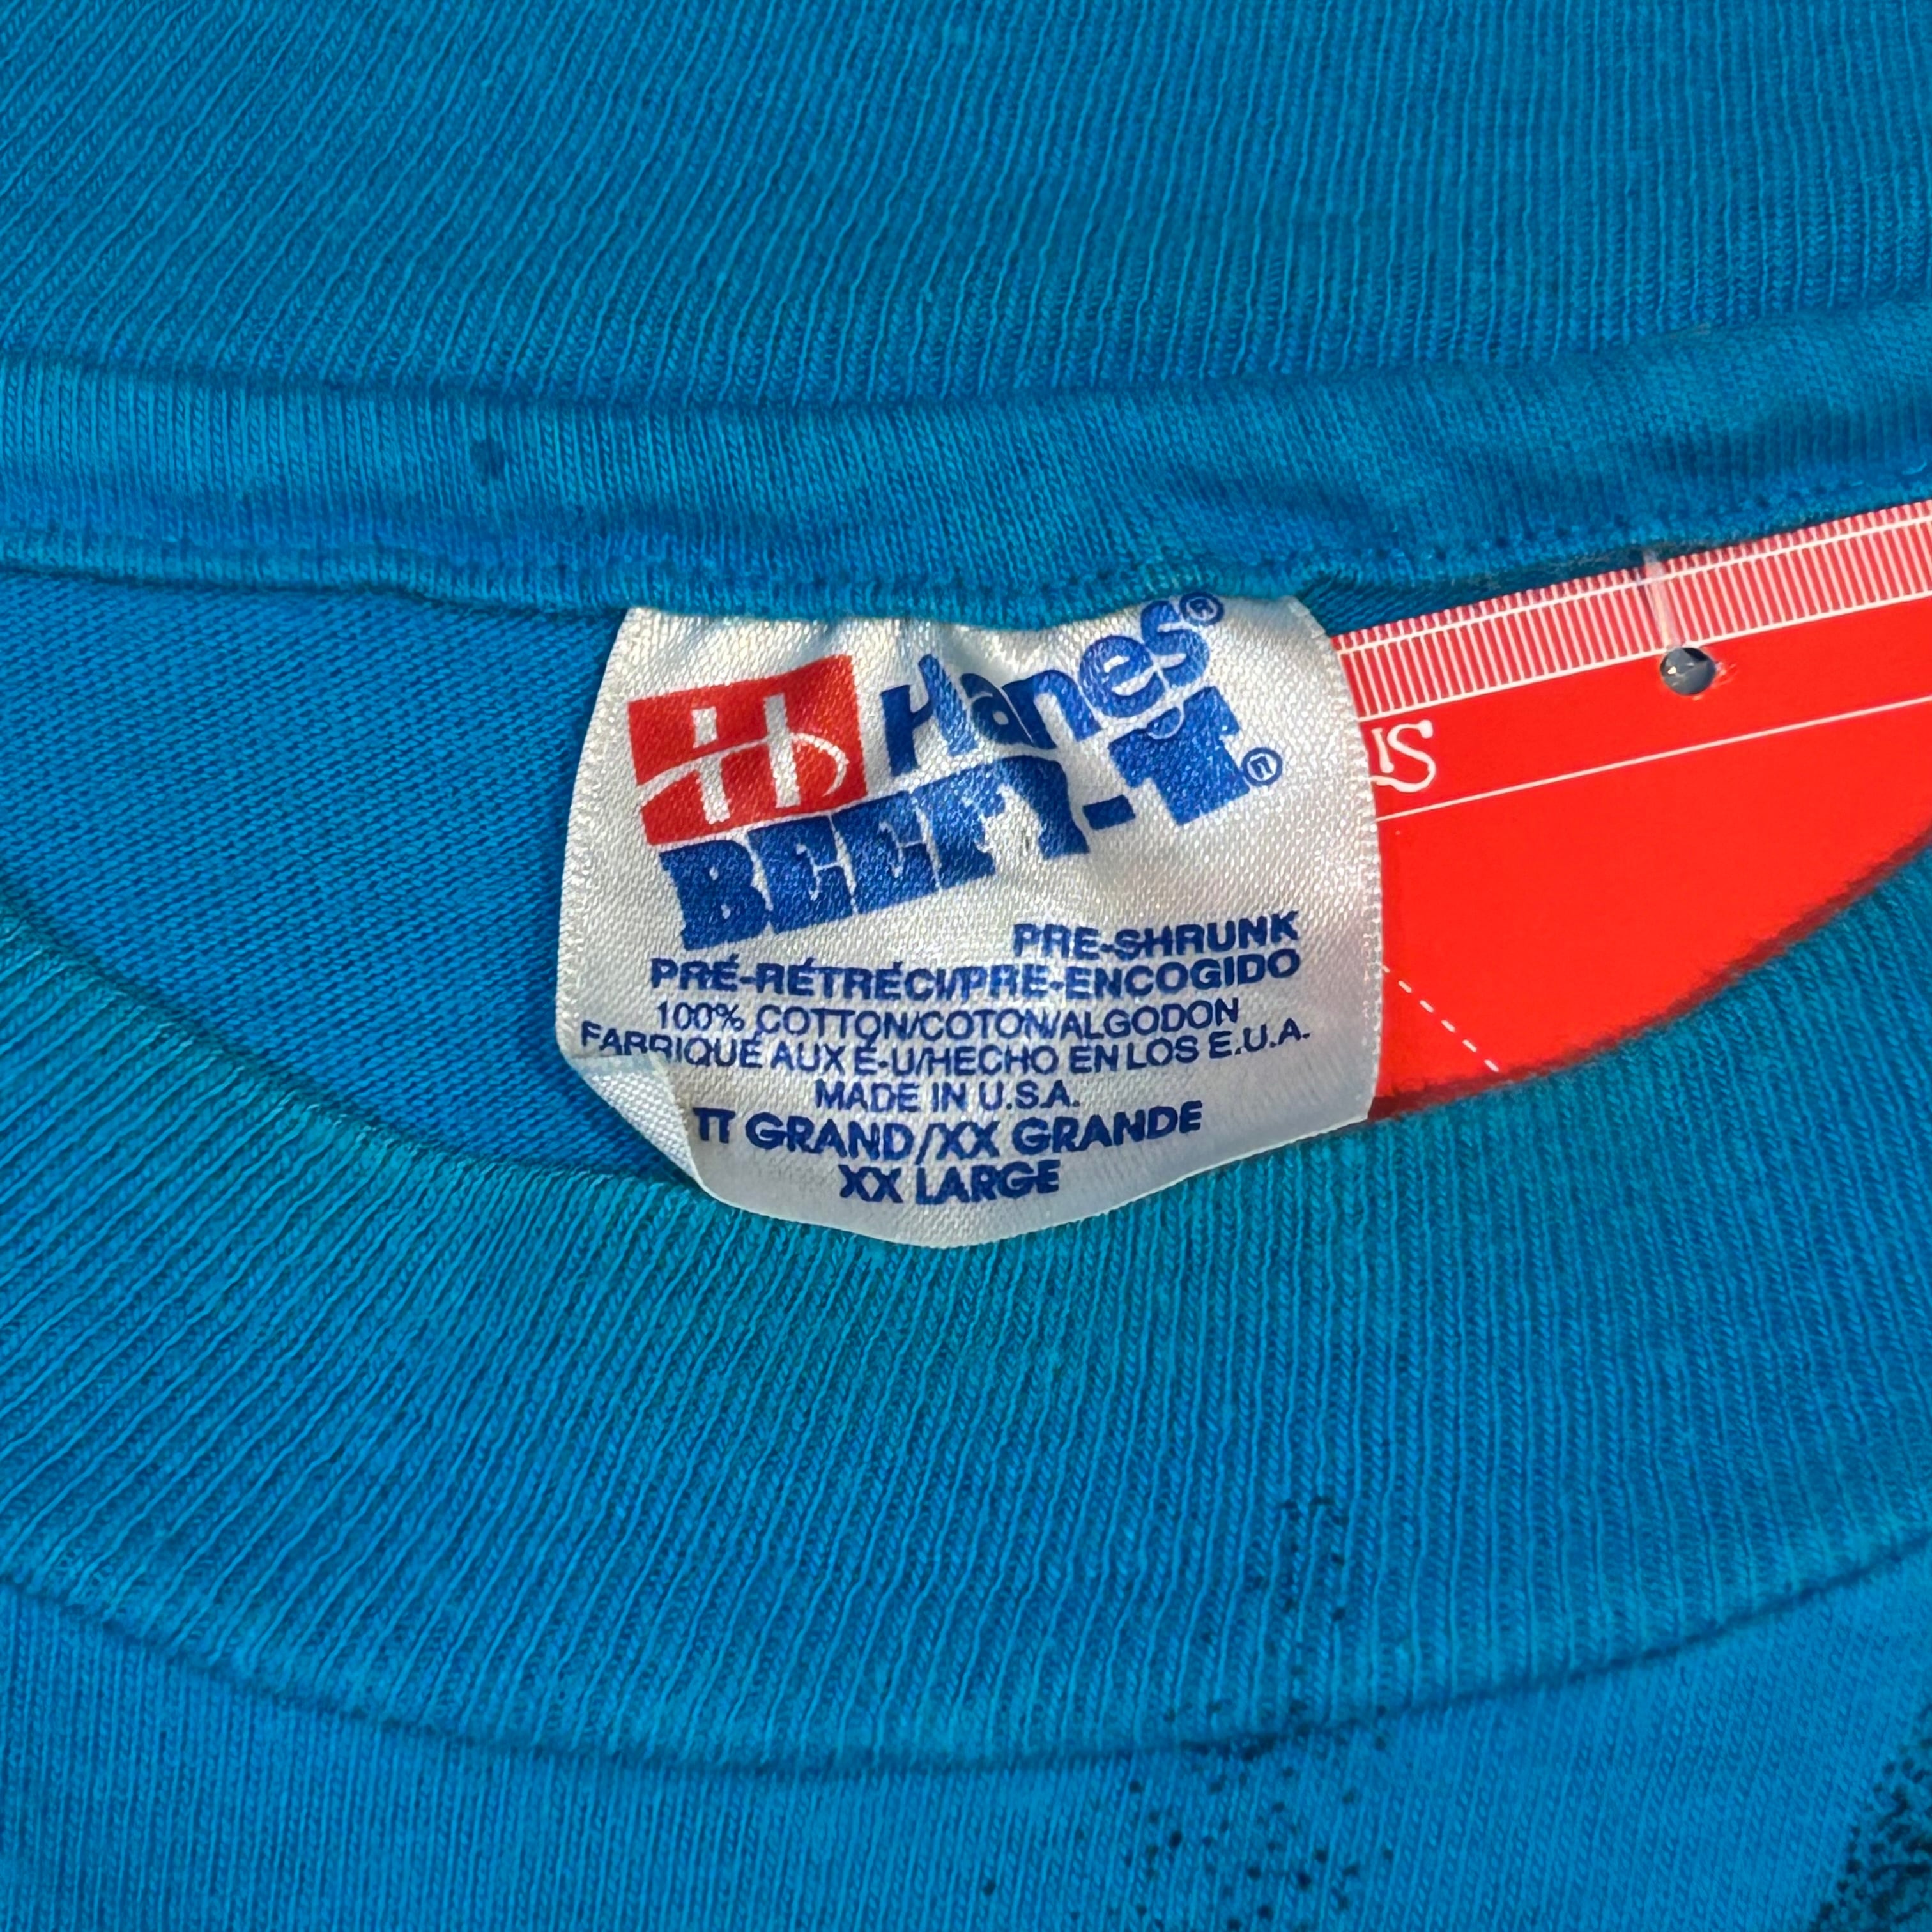 Hanes®
BEEFY-T®
PRE-SHRUNK
PRÉ-RÉTRÉCI/PRE-ENCOGIDO
100% COTTON/COTON/ALGODON
FABRIQUÉ AUX É-U/HECHO EN LOS E.U.A.
MADE IN U.S.A.
TT GRAND/XX GRANDE
XX LARGE